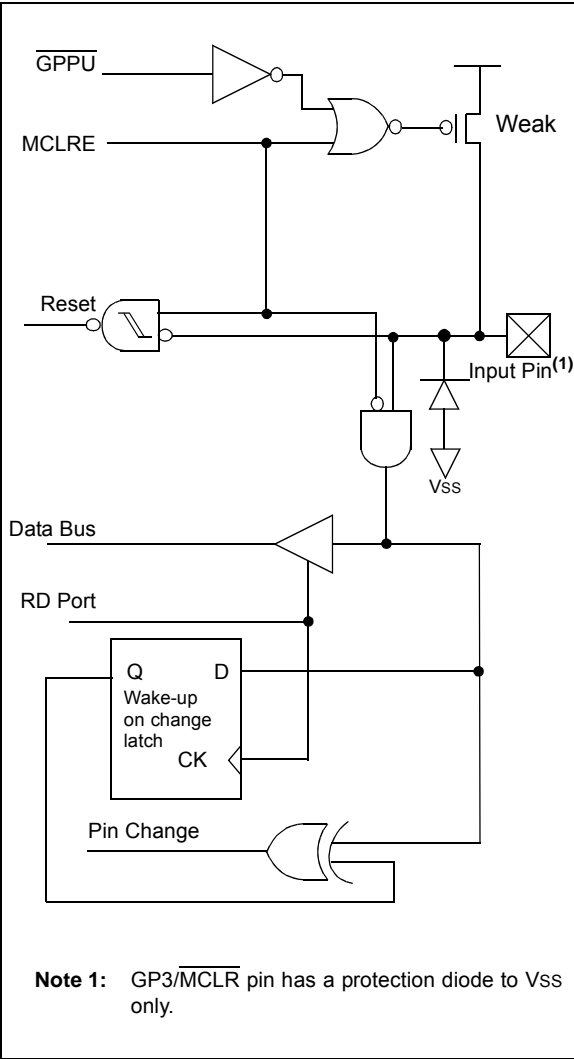 GPPU
MCLRE
Weak
Reset
Input Pin(1)
VSS
Data Bus
RD Port
Q D
Wake-up
on change
latch
CK
Pin Change
Note 1: GP3/MCLR pin has a protection diode to VSS
only.